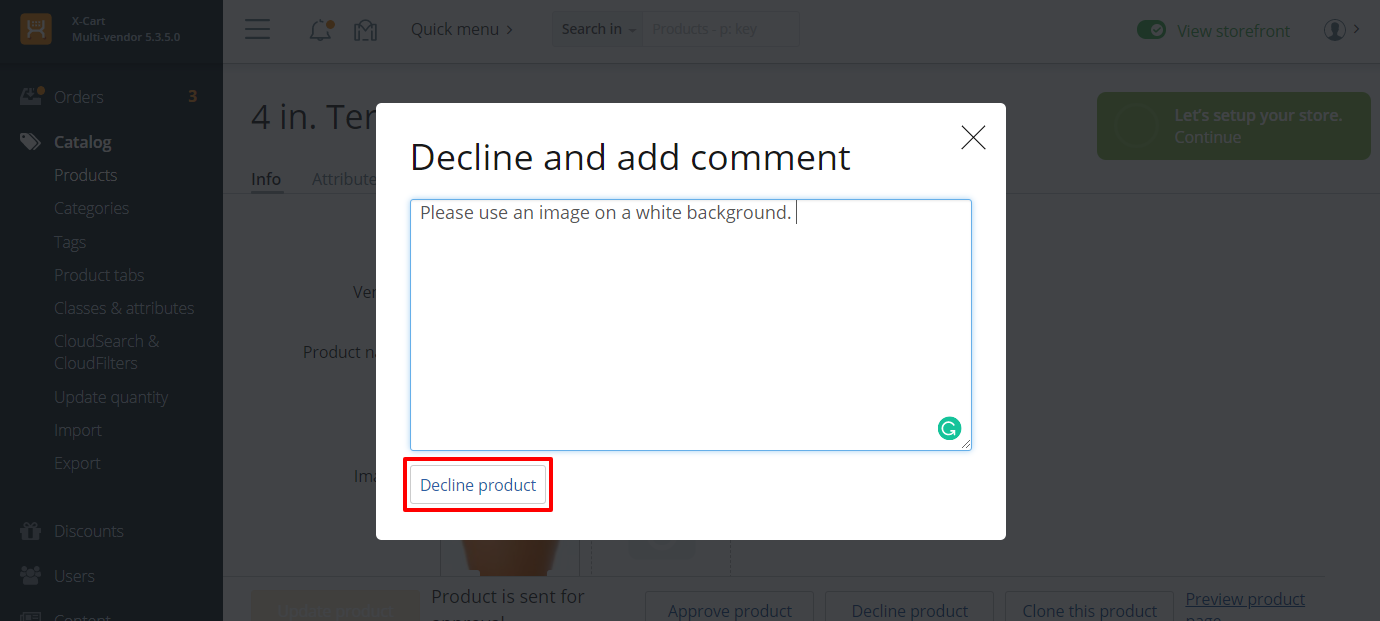 X-Cart
Multi-vendor 5.3.5.0
Quick menu
Search in
Products - p: key
View storefront
Orders
3
Catalog
Products
Categories
Tags
Product tabs
Classes & attributes
CloudSearch &
CloudFilters
Update quantity
Import
Export
Discounts
Users
Content
4 in. Ter
Let's setup your store.
Continue
Info
Attribute
Ver
Product na
Ima
Decline and add comment
Please use an image on a white background.
Decline product
Update product
Product is sent for
approval
Approve product
Decline product
Clone this product
Preview product
page